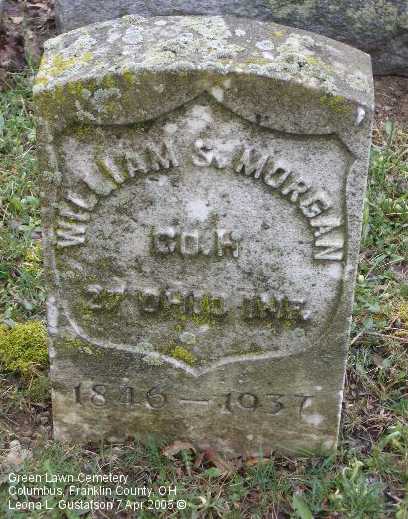 WILLIAM S. MORGAN
CO. H
27 OHIO INF.
1846 — 1937
Green Lawn Cemetery
Columbus, Franklin County, OH
Leona L. Gustafson 7 Apr 2005 ©